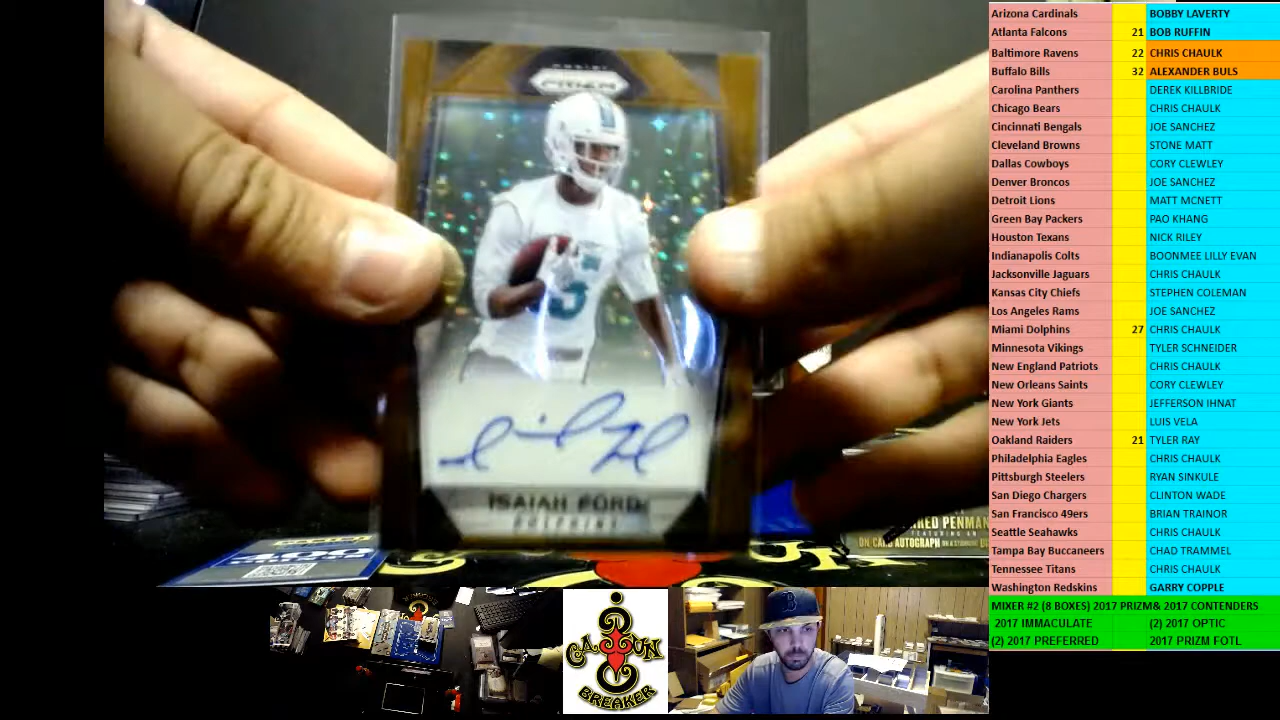 PANINI
PRIZM
ISAIAH FORD
DOLPHINS
RED PENMAN
ON-CARD AUTOGRAPH
CAJUN
BREAKER
B
Arizona Cardinals BOBBY LAVERTY
Atlanta Falcons 21 BOB RUFFIN
Baltimore Ravens 22 CHRIS CHAULK
Buffalo Bills 32 ALEXANDER BULS
Carolina Panthers DEREK KILLBRIDE
Chicago Bears CHRIS CHAULK
Cincinnati Bengals JOE SANCHEZ
Cleveland Browns STONE MATT
Dallas Cowboys CORY CLEWLEY
Denver Broncos JOE SANCHEZ
Detroit Lions MATT MCNETT
Green Bay Packers PAO KHANG
Houston Texans NICK RILEY
Indianapolis Colts BOONMEE LILLY EVAN
Jacksonville Jaguars CHRIS CHAULK
Kansas City Chiefs STEPHEN COLEMAN
Los Angeles Rams JOE SANCHEZ
Miami Dolphins 27 CHRIS CHAULK
Minnesota Vikings TYLER SCHNEIDER
New England Patriots CHRIS CHAULK
New Orleans Saints CORY CLEWLEY
New York Giants JEFFERSON IHNAT
New York Jets LUIS VELA
Oakland Raiders 21 TYLER RAY
Philadelphia Eagles CHRIS CHAULK
Pittsburgh Steelers RYAN SINKULE
San Diego Chargers CLINTON WADE
San Francisco 49ers BRIAN TRAINOR
Seattle Seahawks CHRIS CHAULK
Tampa Bay Buccaneers CHAD TRAMMEL
Tennessee Titans CHRIS CHAULK
Washington Redskins GARRY COPPLE
MIXER #2 (8 BOXES) 2017 PRIZM& 2017 CONTENDERS
2017 IMMACULATE (2) 2017 OPTIC
(2) 2017 PREFERRED 2017 PRIZM FOTL